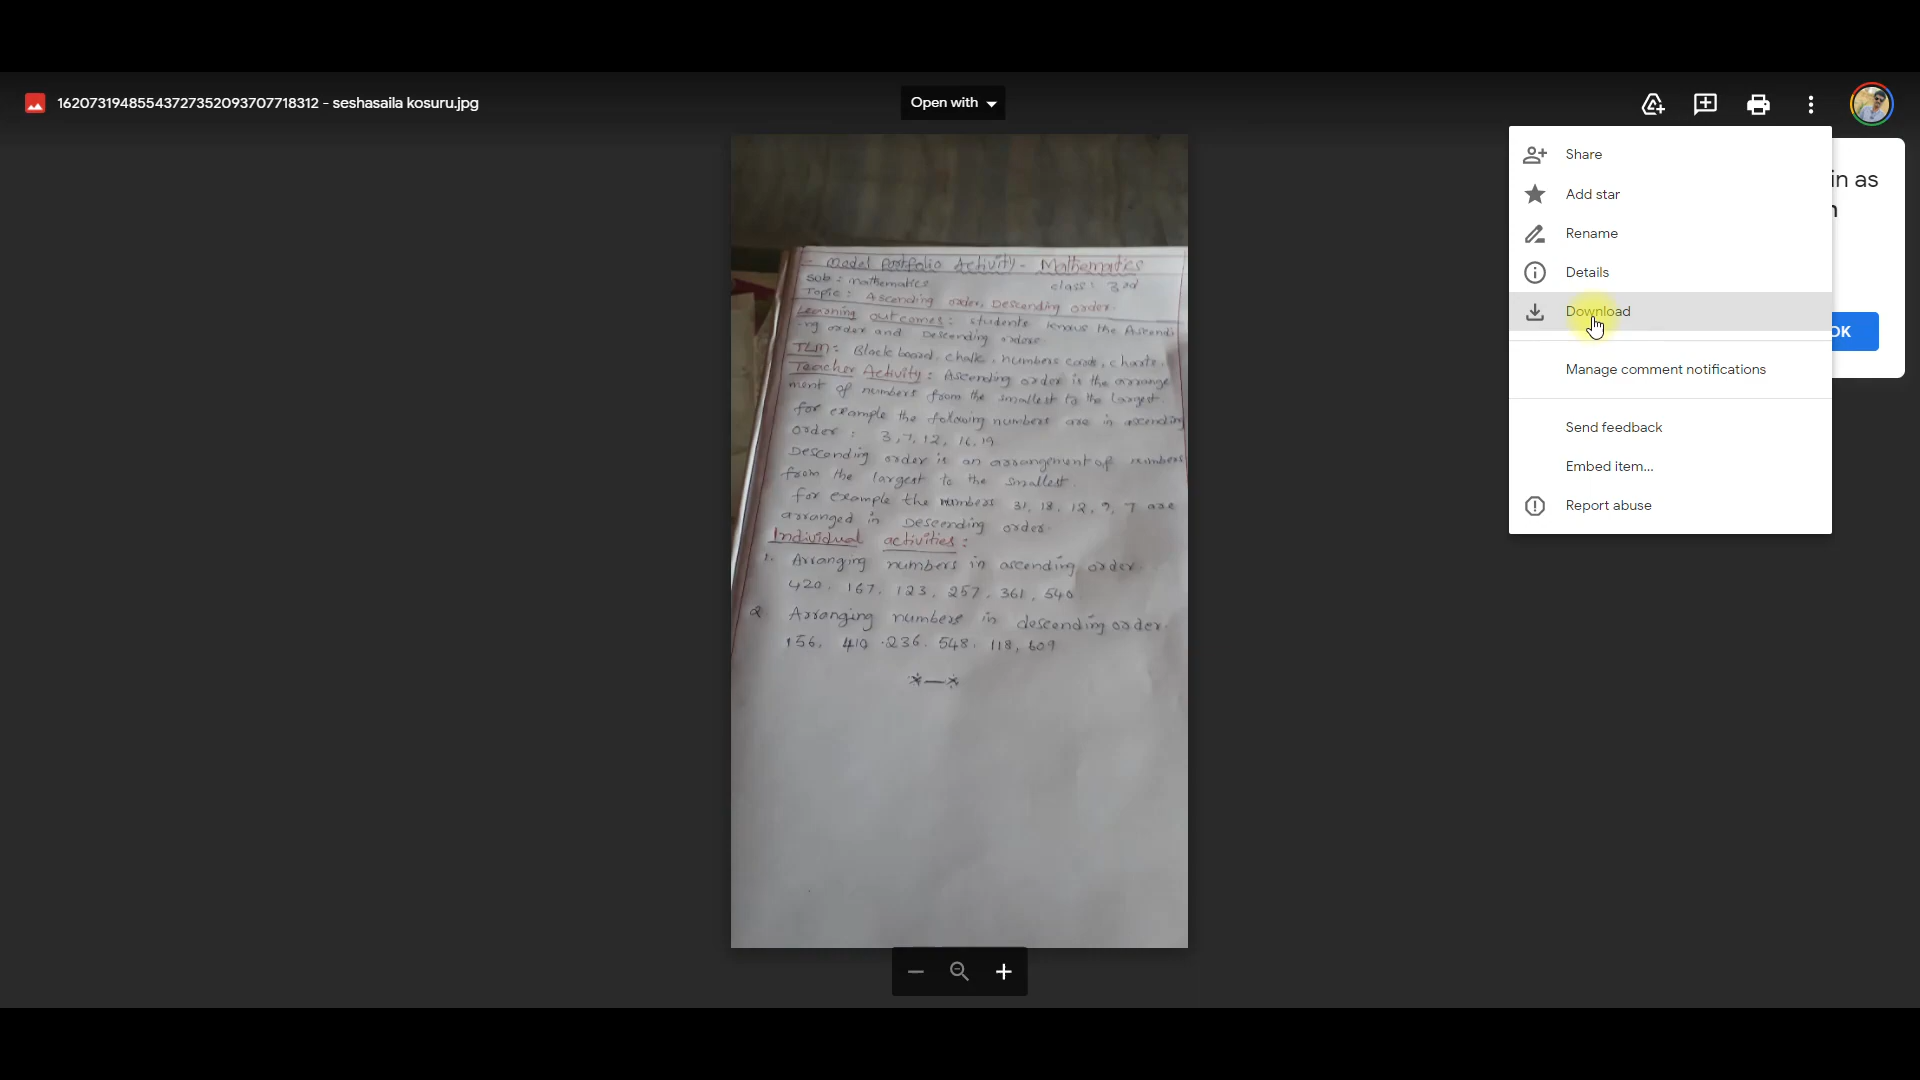 16207319485543727352093707718312 - seshasaila kosuru.jpg
Open with
Share
Add star
Rename
Details
Download
Manage comment notifications
Send feedback
Embed item...
Report abuse
in as
OK
- Model Portfolio Activity - Mathematics
Sub : mathematics class : 3rd
Topic : Ascending order, Descending order.
Learning outcomes : students knows the Ascendi
-ng order and Descending order
TLM : Black board, chalk, numbers cards, charts.
Teacher Activity : Ascending order is the arrange
ment of numbers from the smallest to the largest.
for example the following numbers are in ascending
order : 3, 7, 12, 16, 19
Descending order is an arrangement of numbers
from the largest to the smallest.
for example the numbers 31, 18, 12, 9, 7 are
arranged in Descending order.
Individual activities :
1. Arranging numbers in ascending order.
420, 167, 123, 257, 361, 540
2 Arranging numbers in descending order.
156, 410, 236, 548, 118, 609